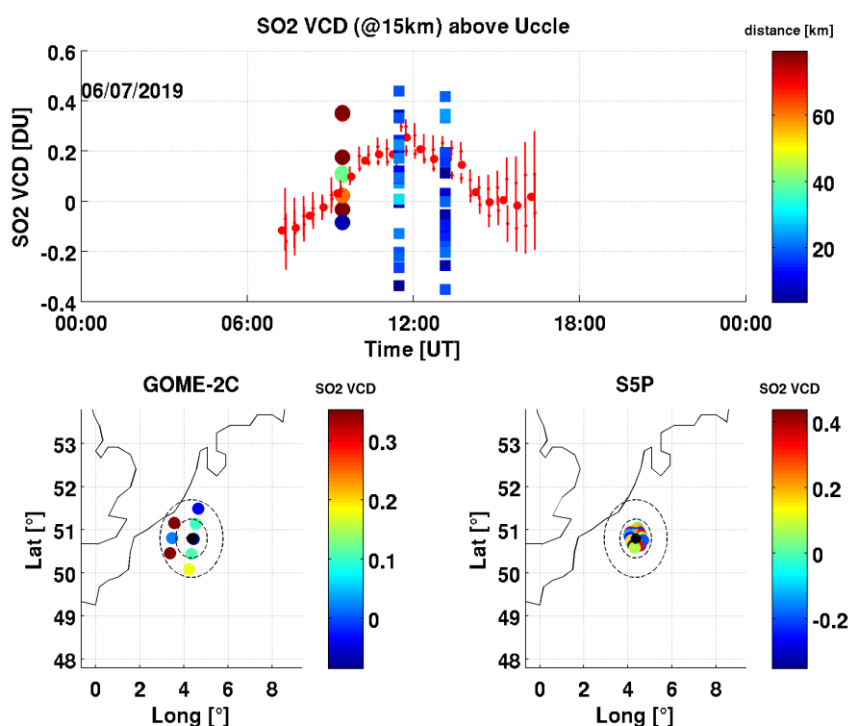 SO2 VCD (@15km) above Uccle
distance [km]
0.6
0.4
0.2
0
-0.2
-0.4
SO2 VCD [DU]
06/07/2019
00:00 06:00 12:00 18:00 00:00
Time [UT]
60
40
20
GOME-2C
SO2 VCD
53
52
51
50
49
48
Lat [°]
0 2 4 6 8
Long [°]
0.3
0.2
0.1
0
S5P
SO2 VCD
53
52
51
50
49
48
Lat [°]
0 2 4 6 8
Long [°]
0.4
0.2
0
-0.2